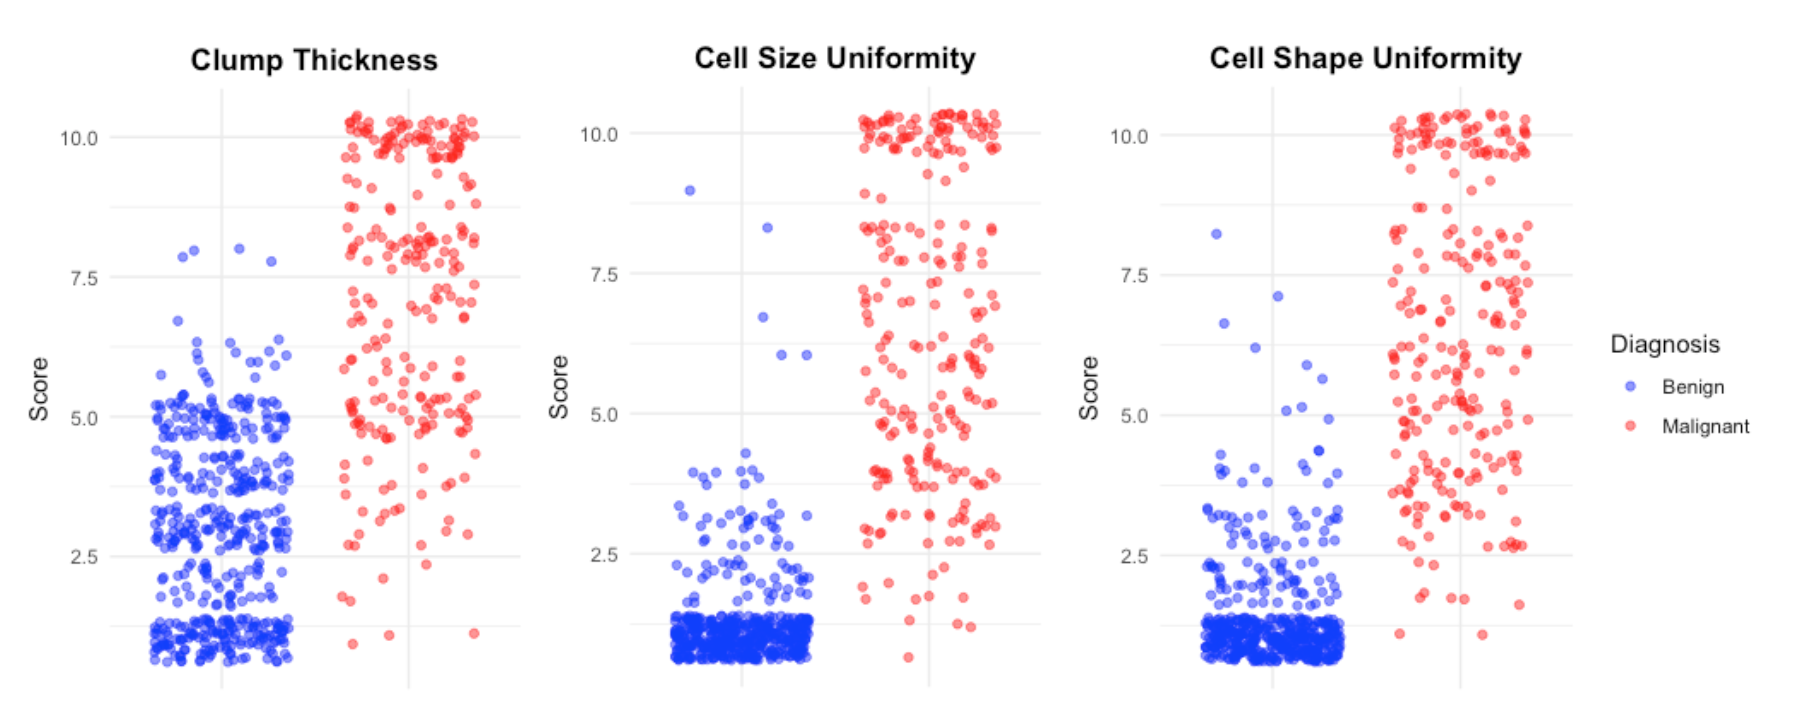 Clump Thickness
Cell Size Uniformity
Cell Shape Uniformity
Score
10.0
7.5
5.0
2.5
Score
10.0
7.5
5.0
2.5
Score
10.0
7.5
5.0
2.5
Diagnosis
Benign
Malignant